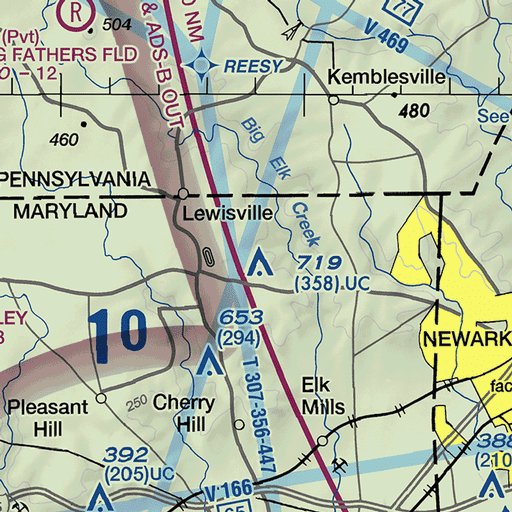 504
R
(Pvt)
G FATHERS FLD
0 - 12
& ADS-B OUT
0 NM
REESY
77
V 469
Kemblesville
480
See
460
Big Elk Creek
PENNSYLVANIA
MARYLAND
Lewisville
719
(358) UC
LEY
3
10
653
(294)
NEWARK
T 307-356-447
Elk
Mills
fac
Pleasant
Hill
250
Cherry
Hill
392
(205)UC
V 166
388
(210